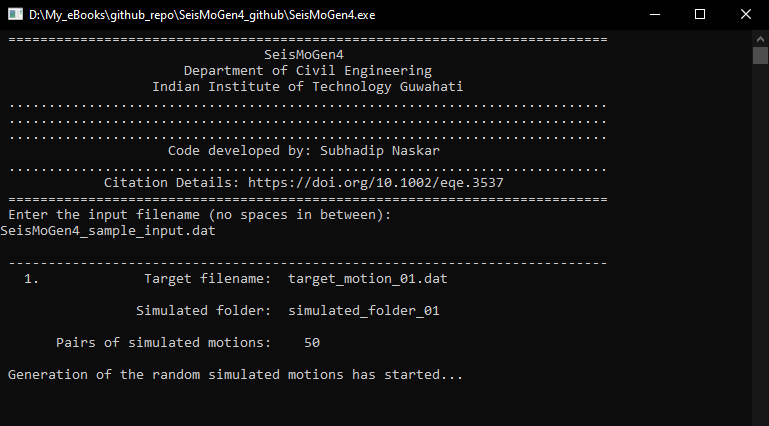 D:\My_eBooks\github_repo\SeisMoGen4_github\SeisMoGen4.exe
===========================================================================
SeisMoGen4
Department of Civil Engineering
Indian Institute of Technology Guwahati
...........................................................................
...........................................................................
...........................................................................
Code developed by: Subhadip Naskar
...........................................................................
Citation Details: https://doi.org/10.1002/eqe.3537
===========================================================================
Enter the input filename (no spaces in between):
SeisMoGen4_sample_input.dat
---------------------------------------------------------------------------
1. Target filename: target_motion_01.dat
Simulated folder: simulated_folder_01
Pairs of simulated motions: 50
Generation of the random simulated motions has started...